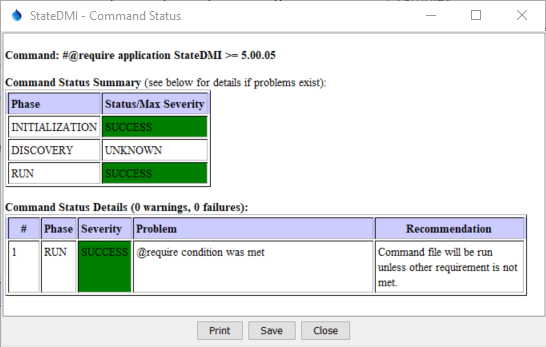 StateDMI - Command Status
Command: #@require application StateDMI >= 5.00.05
Command Status Summary (see below for details if problems exist):
Phase Status/Max Severity
INITIALIZATION SUCCESS
DISCOVERY UNKNOWN
RUN SUCCESS
Command Status Details (0 warnings, 0 failures):
# Phase Severity Problem Recommendation
1 RUN SUCCESS @require condition was met Command file will be run
unless other requirement is not
met.
Print Save Close